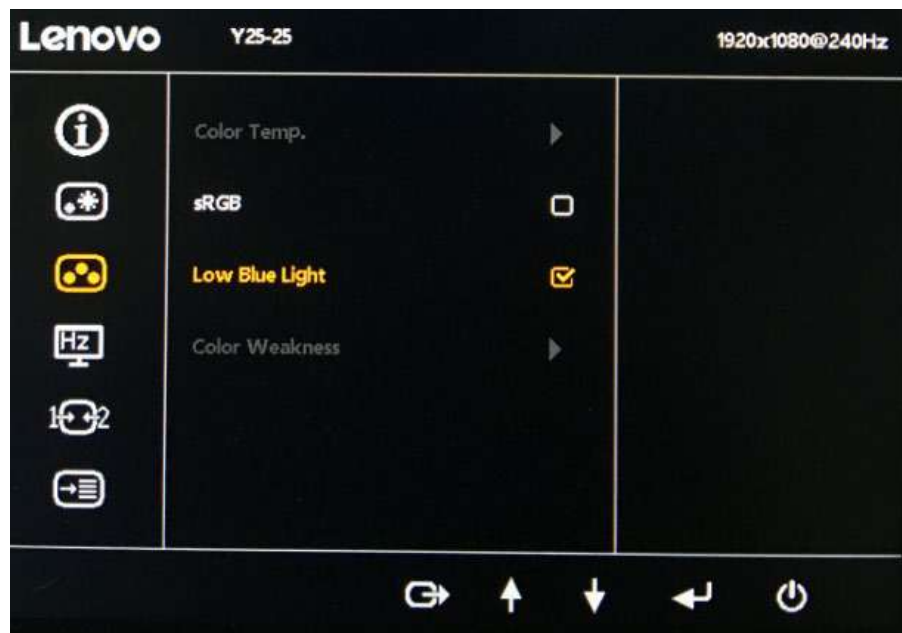 Lenovo Y25-25 1920x1080@240Hz
Color Temp.
sRGB
Low Blue Light
Color Weakness
Hz
1 2